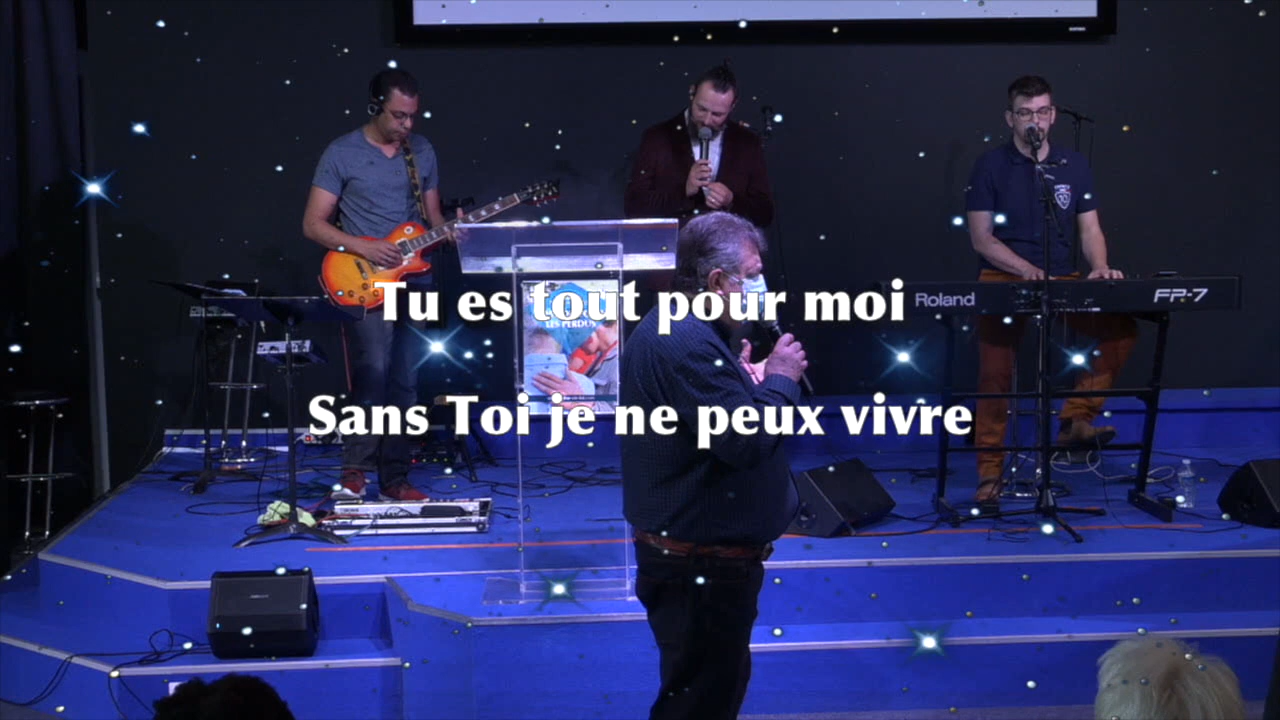 Tu es tout pour moi
Roland
FP-7
LES PERDUS
Sans Toi je ne peux vivre